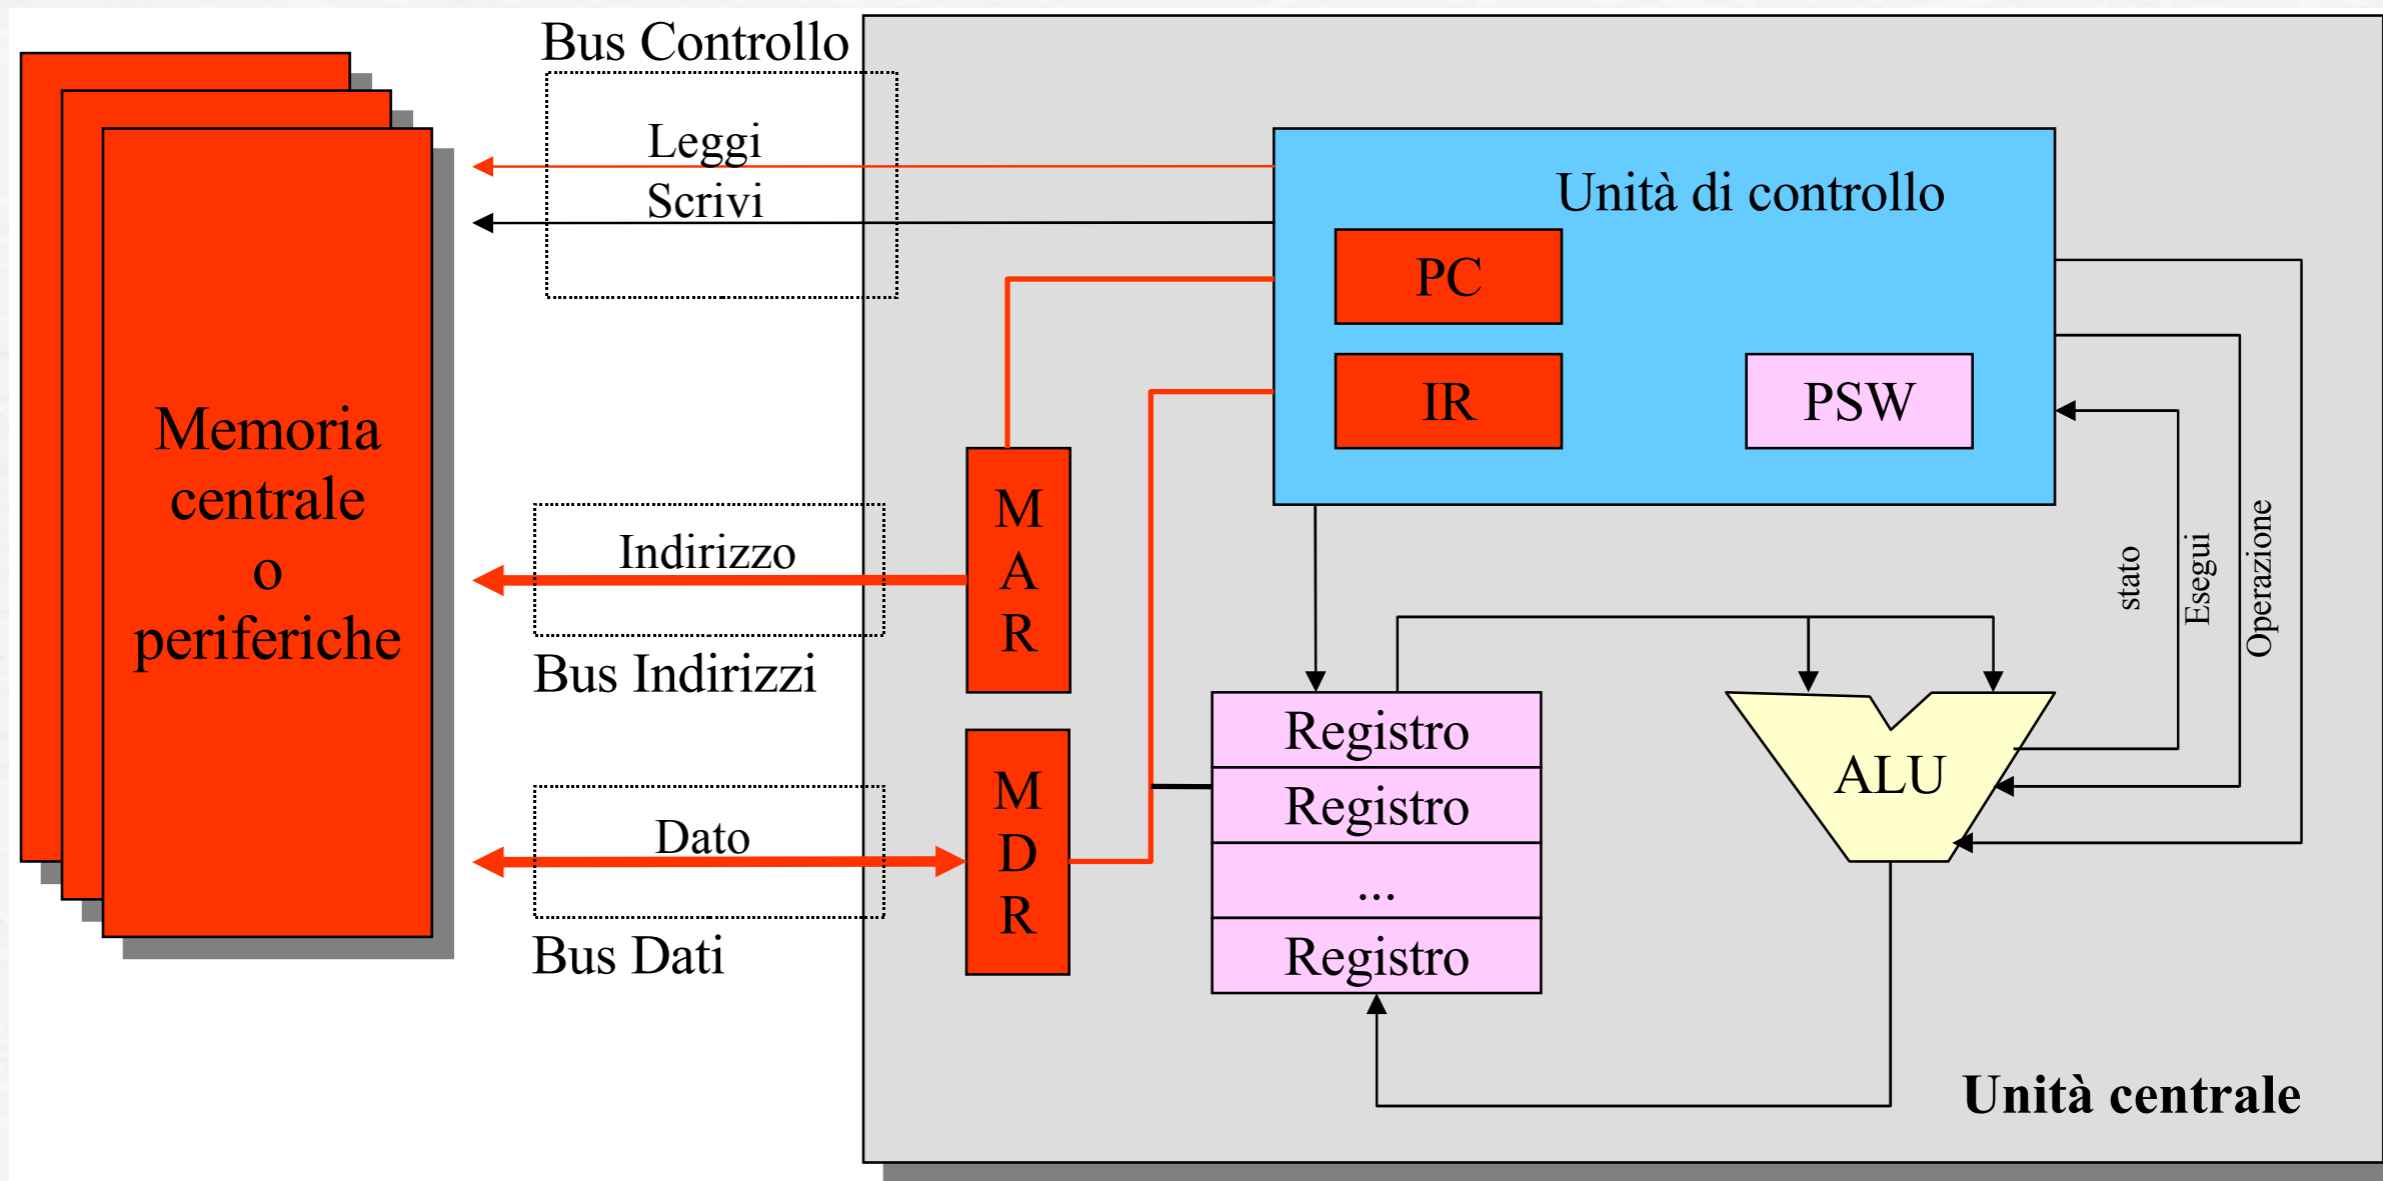 Bus Controllo
Leggi
Scrivi
Unità di controllo
PC
IR
PSW
Memoria
centrale
o
periferiche
Indirizzo
Bus Indirizzi
M
A
R
stato
Esegui
Operazione
Dato
Bus Dati
M
D
R
Registro
Registro
...
Registro
ALU
Unità centrale